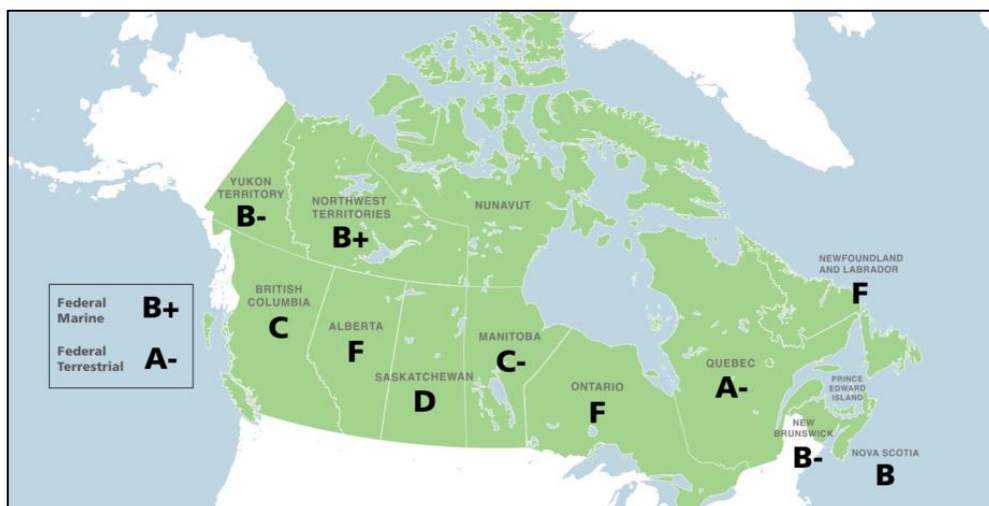 YUKON
TERRITORY
B-
NORTHWEST
TERRITORIES
B+
NUNAVUT
NEWFOUNDLAND
AND LABRADOR
F
Federal
Marine
B+
Federal
Terrestrial
A-
BRITISH
COLUMBIA
C
ALBERTA
F
SASKATCHEWAN
D
MANITOBA
C-
ONTARIO
F
QUEBEC
A-
PRINCE
EDWARD
ISLAND
NEW
BRUNSWICK
B-
NOVA SCOTIA
B